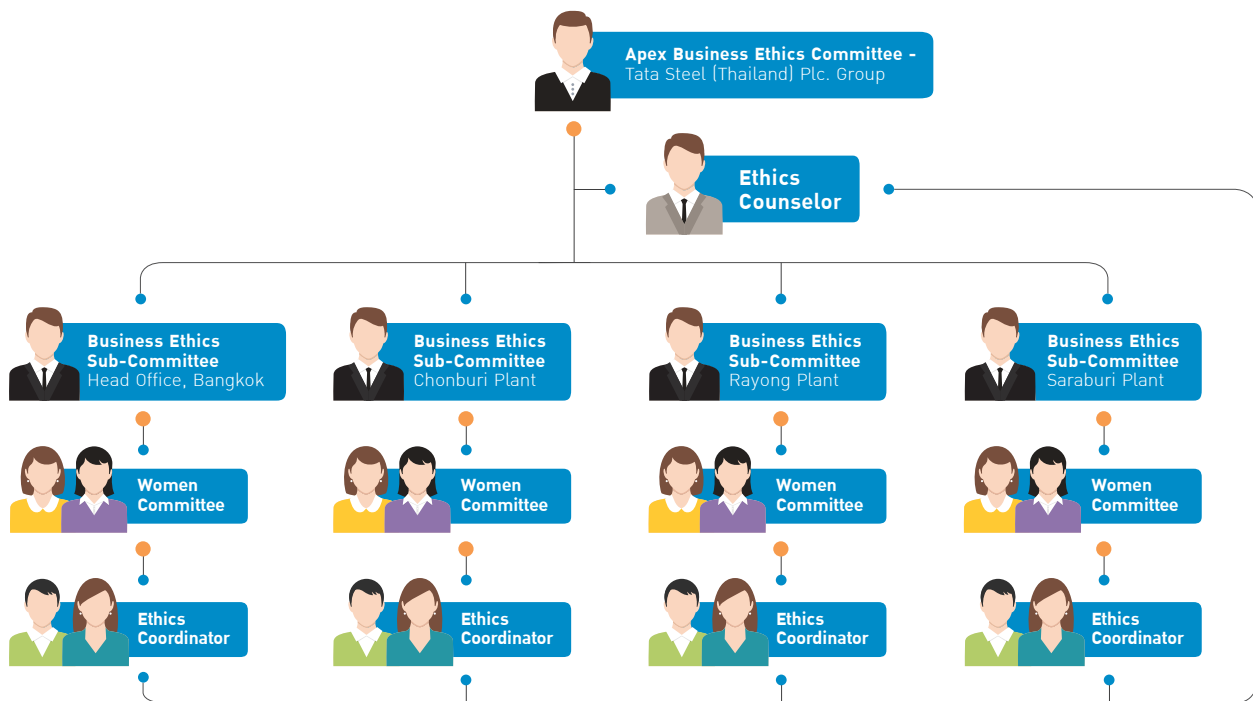 Apex Business Ethics Committee -
Tata Steel (Thailand) Plc. Group
Ethics
Counselor
Business Ethics
Sub-Committee
Head Office, Bangkok
Business Ethics
Sub-Committee
Chonburi Plant
Business Ethics
Sub-Committee
Rayong Plant
Business Ethics
Sub-Committee
Saraburi Plant
Women
Committee
Women
Committee
Women
Committee
Women
Committee
Ethics
Coordinator
Ethics
Coordinator
Ethics
Coordinator
Ethics
Coordinator